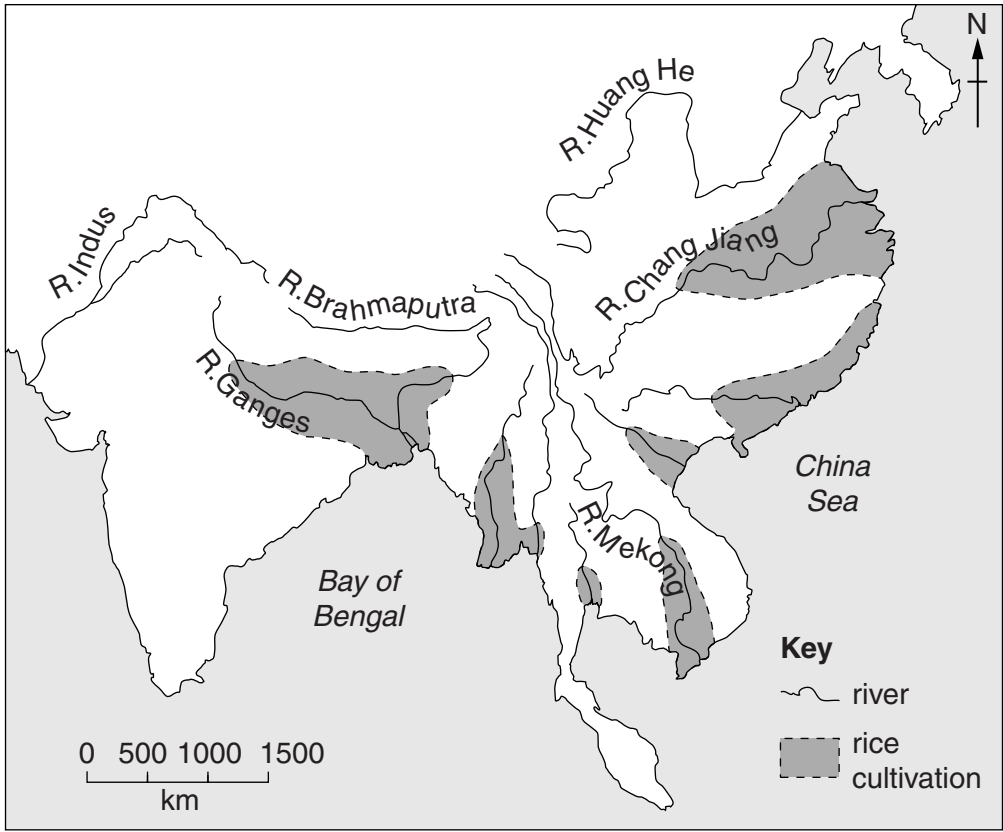 N
R.Huang He
R.Indus
R.Brahmaputra
R.Chang Jiang
R.Ganges
China
Sea
R.Mekong
Bay of
Bengal
Key
river
rice
cultivation
0 500 1000 1500
km